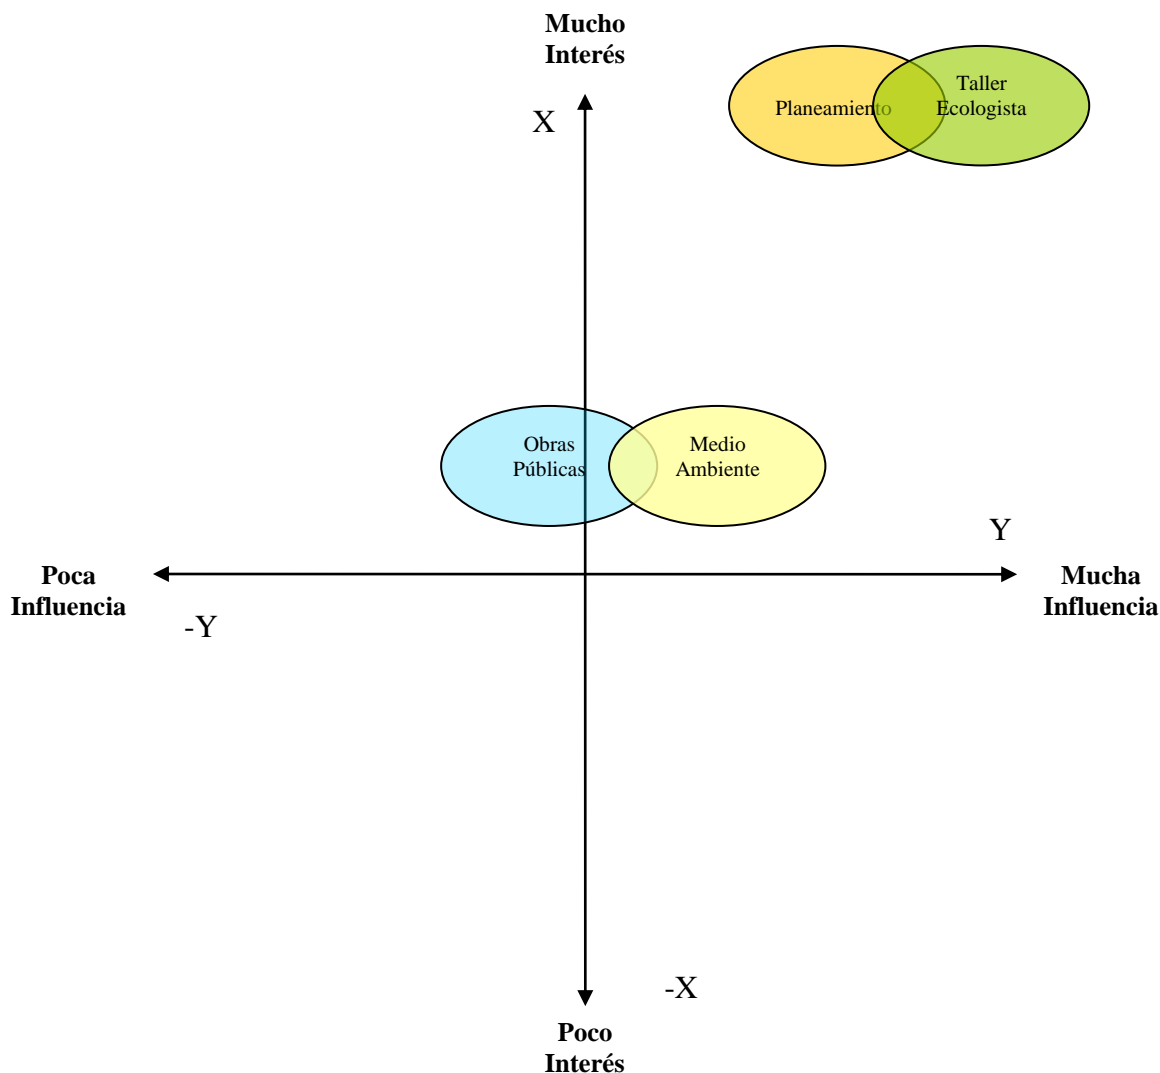 Mucho
Interés
X
Planeamiento
Taller
Ecologista
Obras
Públicas
Medio
Ambiente
Y
Poca
Influencia
-Y
Mucha
Influencia
-X
Poco
Interés